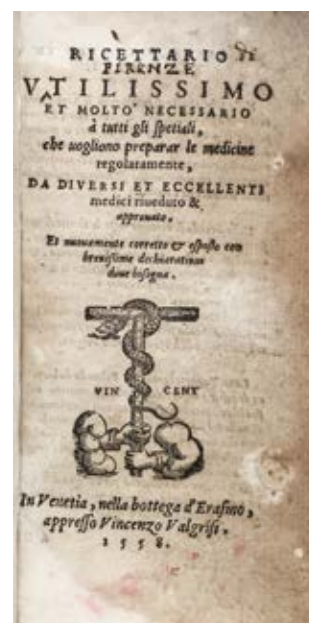 RICETTARIO di
FIRENZE
VTILISSIMO
ET MOLTO NECESSARIO
à tutti gli ſpetiali,
che uogliono preparar le medicine
regolatamente,
DA DIVERSI ET ECCELLENTI
medici riueduto &
approuato,
Et nuouamente corretto & eſpoſto con
breuiſſime dechiarationi
doue biſogna.
VIN CENT
In Venetia, nella bottega d'Eraſmo,
appreſſo Vincenzo Valgriſi.
1558.